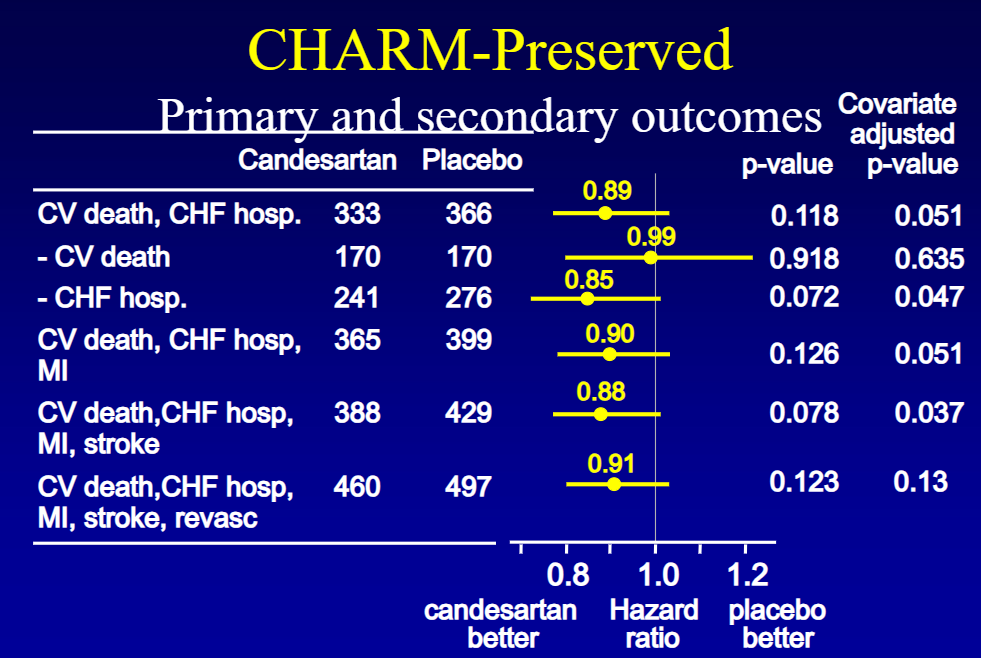 CHARM-Preserved
Primary and secondary outcomes
Candesartan Placebo p-value Covariate adjusted p-value
0.89
CV death, CHF hosp. 333 366 0.118 0.051
0.99
- CV death 170 170 0.918 0.635
0.85
- CHF hosp. 241 276 0.072 0.047
0.90
CV death, CHF hosp, 365 399 0.126 0.051
MI
0.88
CV death,CHF hosp, 388 429 0.078 0.037
MI, stroke
0.91
CV death,CHF hosp, 460 497 0.123 0.13
MI, stroke, revasc
0.8 1.0 1.2
candesartan Hazard placebo
better ratio better